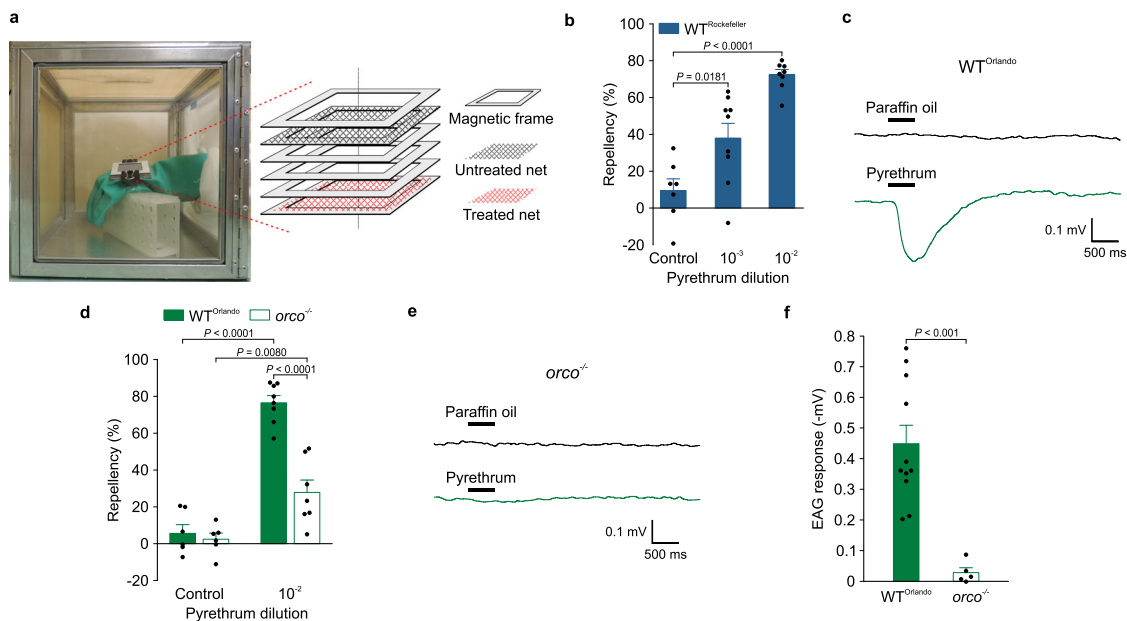 a
Magnetic frame
Untreated net
Treated net
b
WT^Rockefeller
P < 0.0001
P = 0.0181
100
80
60
40
20
0
-20
Repellency (%)
Control 10^-3 10^-2
Pyrethrum dilution
c
WT^Orlando
Paraffin oil
Pyrethrum
0.1 mV
500 ms
d
WT^Orlando orco^-/-
P < 0.0001
P = 0.0080
P < 0.0001
100
80
60
40
20
0
-20
Repellency (%)
Control 10^-2
Pyrethrum dilution
e
orco^-/-
Paraffin oil
Pyrethrum
0.1 mV
500 ms
f
P < 0.001
0.8
0.7
0.6
0.5
0.4
0.3
0.2
0.1
0
EAG response (-mV)
WT^Orlando orco^-/-